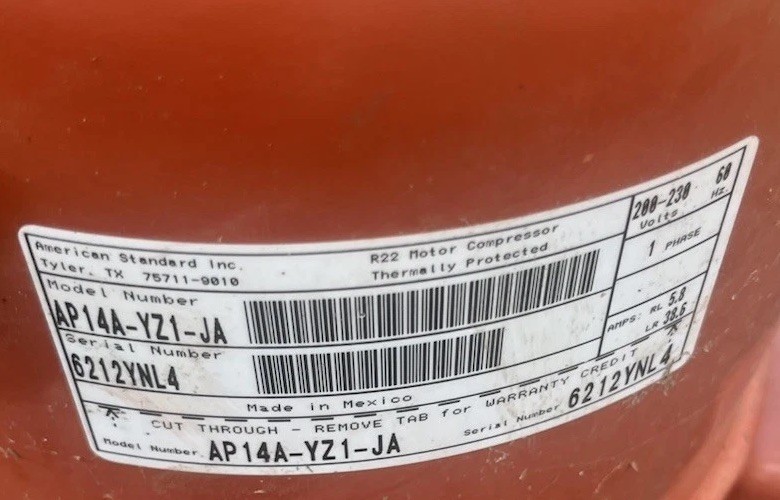 American Standard Inc.
Tyler. TX 75711-9010
R22 Motor Compressor
Thermally Protected
200-230 60
Volts Hz
1 PHASE
AMPS: RL 5.8
LR 38.6
Model Number
AP14A-YZ1-JA
Serial Number
6212YNL4
Made in Mexico
CUT THROUGH - REMOVE TAB for WARRANTY CREDIT
Model Number AP14A-YZ1-JA Serial Number 6212YNL4